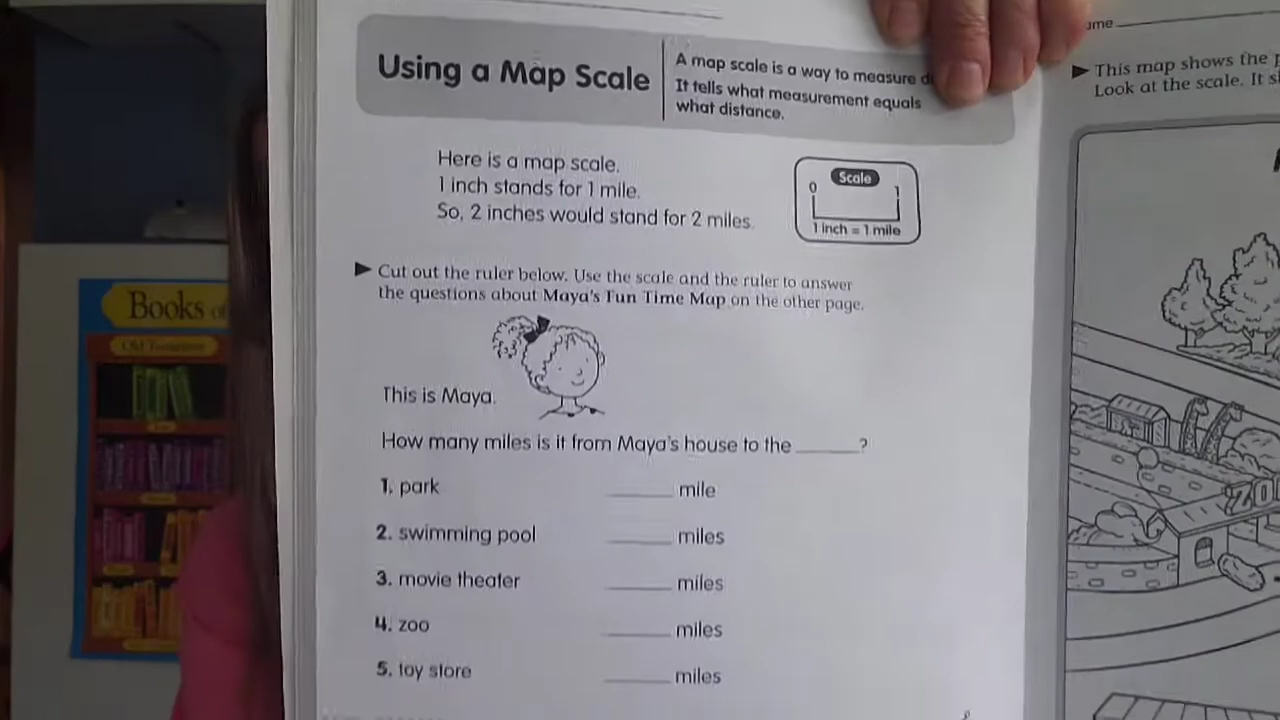 Using a Map Scale
A map scale is a way to measure
It tells what measurement equals
what distance.
Here is a map scale.
1 inch stands for 1 mile.
So, 2 inches would stand for 2 miles.
Scale
0 1
1 inch = 1 mile
▶ Cut out the ruler below. Use the scale and the ruler to answer
the questions about Maya's Fun Time Map on the other page.
This is Maya.
How many miles is it from Maya's house to the ______?
1. park ______ mile
2. swimming pool ______ miles
3. movie theater ______ miles
4. zoo ______ miles
5. toy store ______ miles
▶ This map shows the
Look at the scale. It
ZOO
Books of
Old Testament